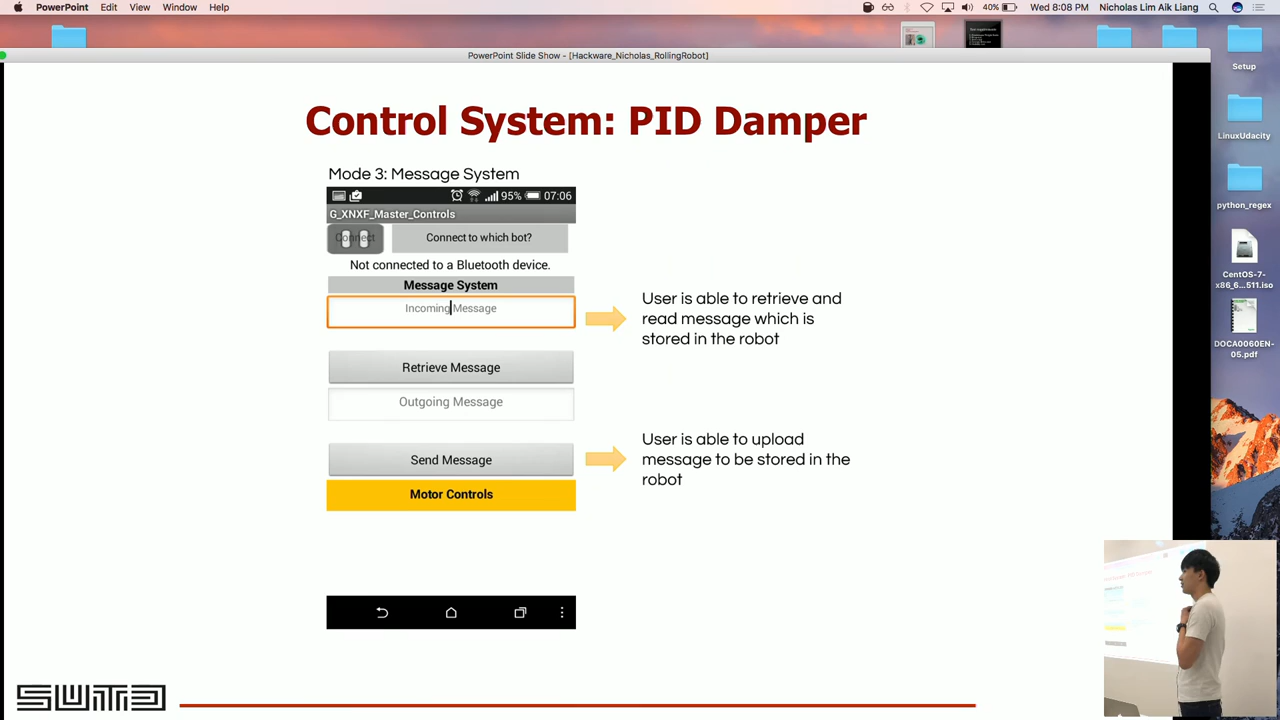 PowerPoint Edit View Window Help
40% Wed 8:08 PM Nicholas Lim Aik Liang
PowerPoint Slide Show - [Hackware_Nicholas_RollingRobot]
Setup
LinuxUdacity
python_regex
CentOS-7-
x86_6...511.iso
DOCA0060EN-
05.pdf
Control System: PID Damper
Mode 3: Message System
95% 07:06
G_XNXF_Master_Controls
Connect
Connect to which bot?
Not connected to a Bluetooth device.
Message System
Incoming Message
Retrieve Message
Outgoing Message
Send Message
Motor Controls
User is able to retrieve and
read message which is
stored in the robot
User is able to upload
message to be stored in the
robot
SUTD